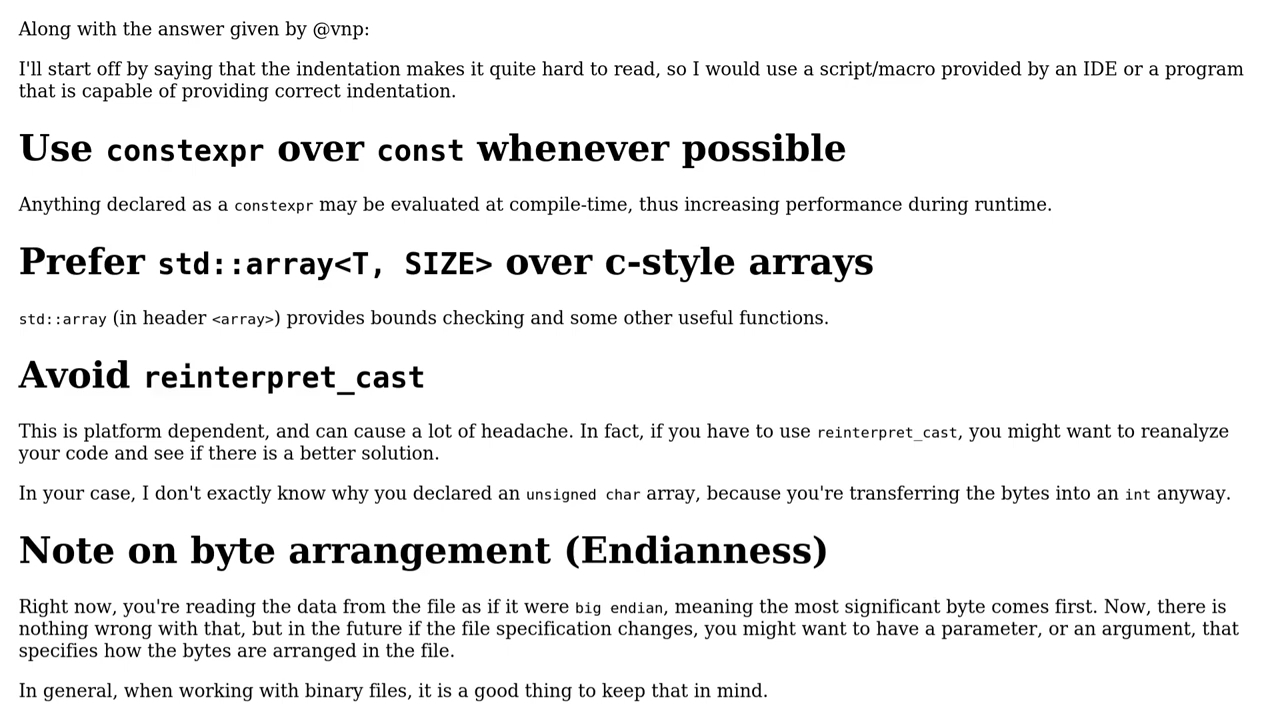 Along with the answer given by @vnp:
I'll start off by saying that the indentation makes it quite hard to read, so I would use a script/macro provided by an IDE or a program
that is capable of providing correct indentation.
Use constexpr over const whenever possible
Anything declared as a constexpr may be evaluated at compile-time, thus increasing performance during runtime.
Prefer std::array<T, SIZE> over c-style arrays
std::array (in header <array>) provides bounds checking and some other useful functions.
Avoid reinterpret_cast
This is platform dependent, and can cause a lot of headache. In fact, if you have to use reinterpret_cast, you might want to reanalyze
your code and see if there is a better solution.
In your case, I don't exactly know why you declared an unsigned char array, because you're transferring the bytes into an int anyway.
Note on byte arrangement (Endianness)
Right now, you're reading the data from the file as if it were big endian, meaning the most significant byte comes first. Now, there is
nothing wrong with that, but in the future if the file specification changes, you might want to have a parameter, or an argument, that
specifies how the bytes are arranged in the file.
In general, when working with binary files, it is a good thing to keep that in mind.